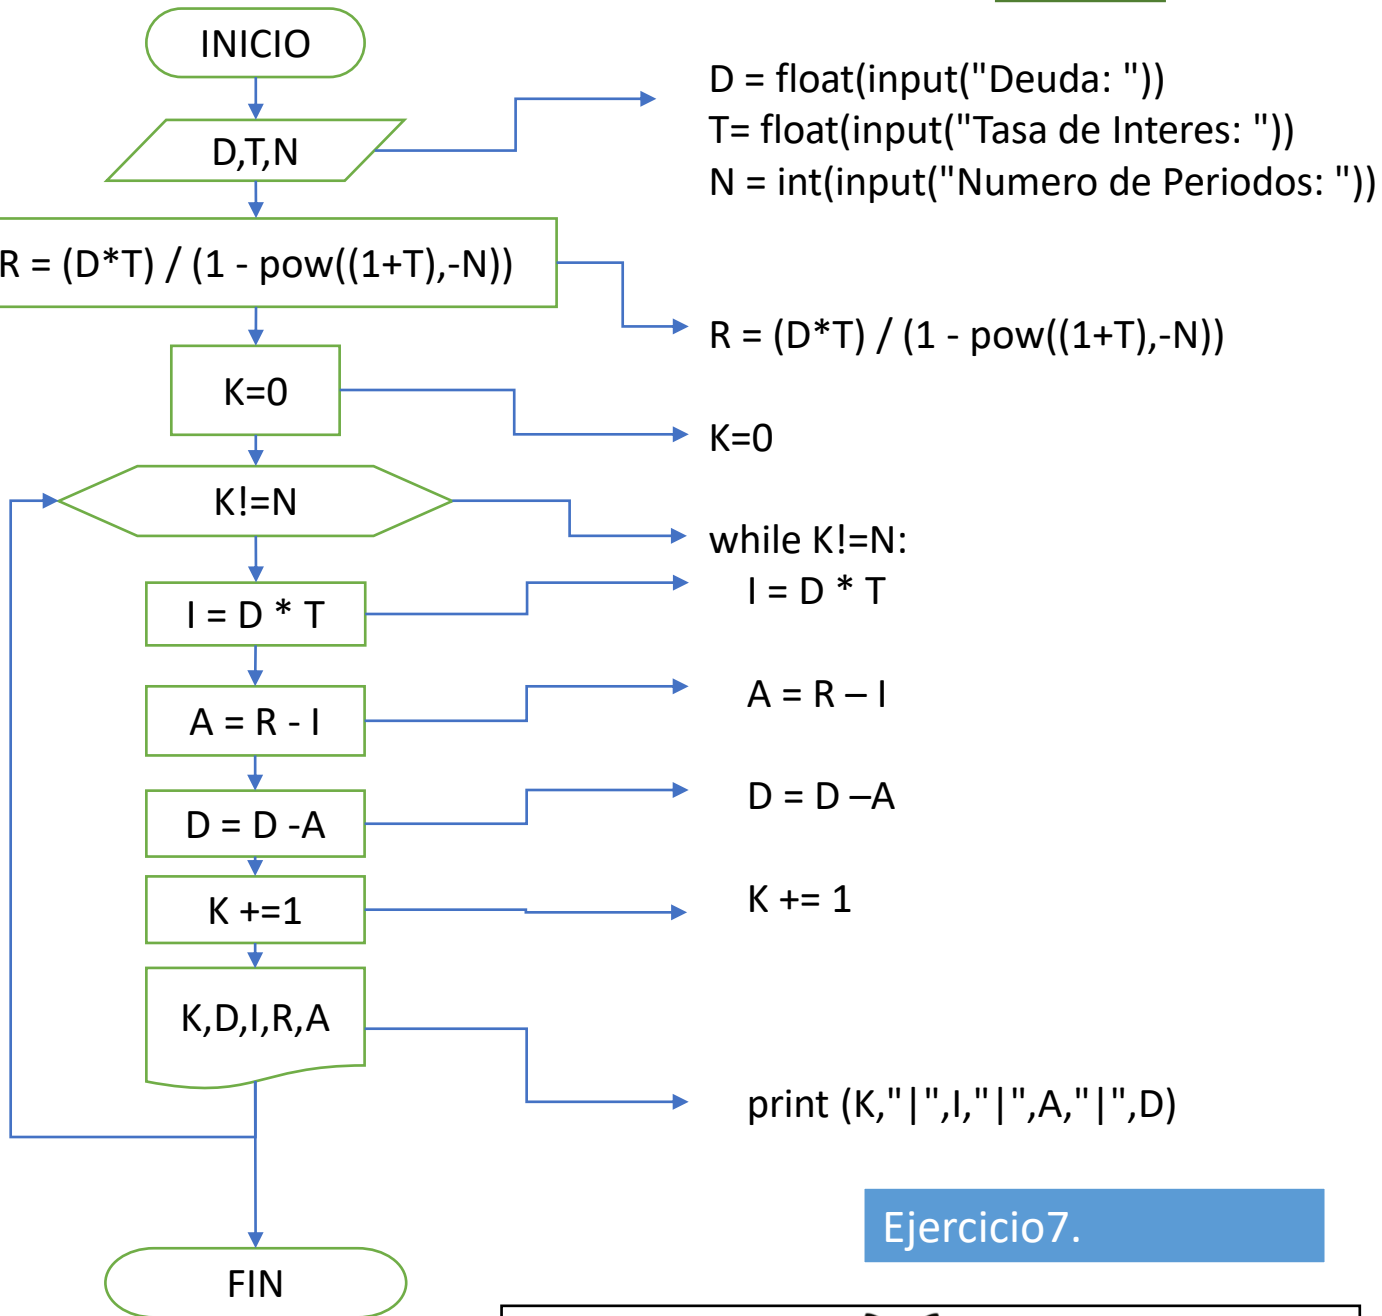 INICIO
D,T,N
R = (D*T) / (1 - pow((1+T),-N))
K=0
K!=N
I = D * T
A = R - I
D = D -A
K +=1
K,D,I,R,A
FIN
D = float(input("Deuda: "))
T= float(input("Tasa de Interes: "))
N = int(input("Numero de Periodos: "))
R = (D*T) / (1 - pow((1+T),-N))
K=0
while K!=N:
I = D * T
A = R – I
D = D –A
K += 1
print (K,"|",I,"|",A,"|",D)
Ejercicio7.